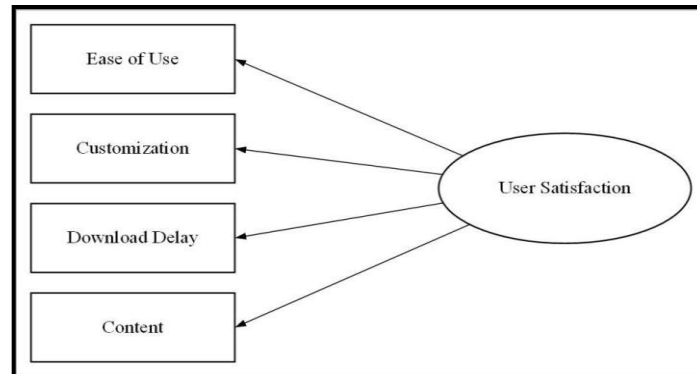 Ease of Use
Customization
User Satisfaction
Download Delay
Content